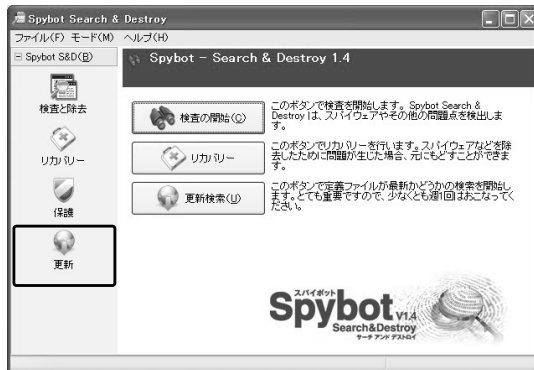 Spybot Search & Destroy
ファイル(F) モード(M) ヘルプ(H)
Spybot S&D(B)
Spybot - Search & Destroy 1.4
検査と除去
リカバリー
保護
更新
検査の開始(C)
このボタンで検査を開始します。 Spybot Search &
Destroyは、スパイウェアやその他の問題点を検出しま
す。
リカバリー
このボタンでリカバリーを行います。スパイウェアなどを除
去したために問題が生じた場合、元にもどすことができま
す。
更新検索(U)
このボタンで定義ファイルが最新かどうかの検索を開始し
ます。とても重要ですので、少なくとも週1回はおこなってく
ださい。
スパイボット
Spybot V1.4
Search&Destroy
サーチ アンド デストロイ